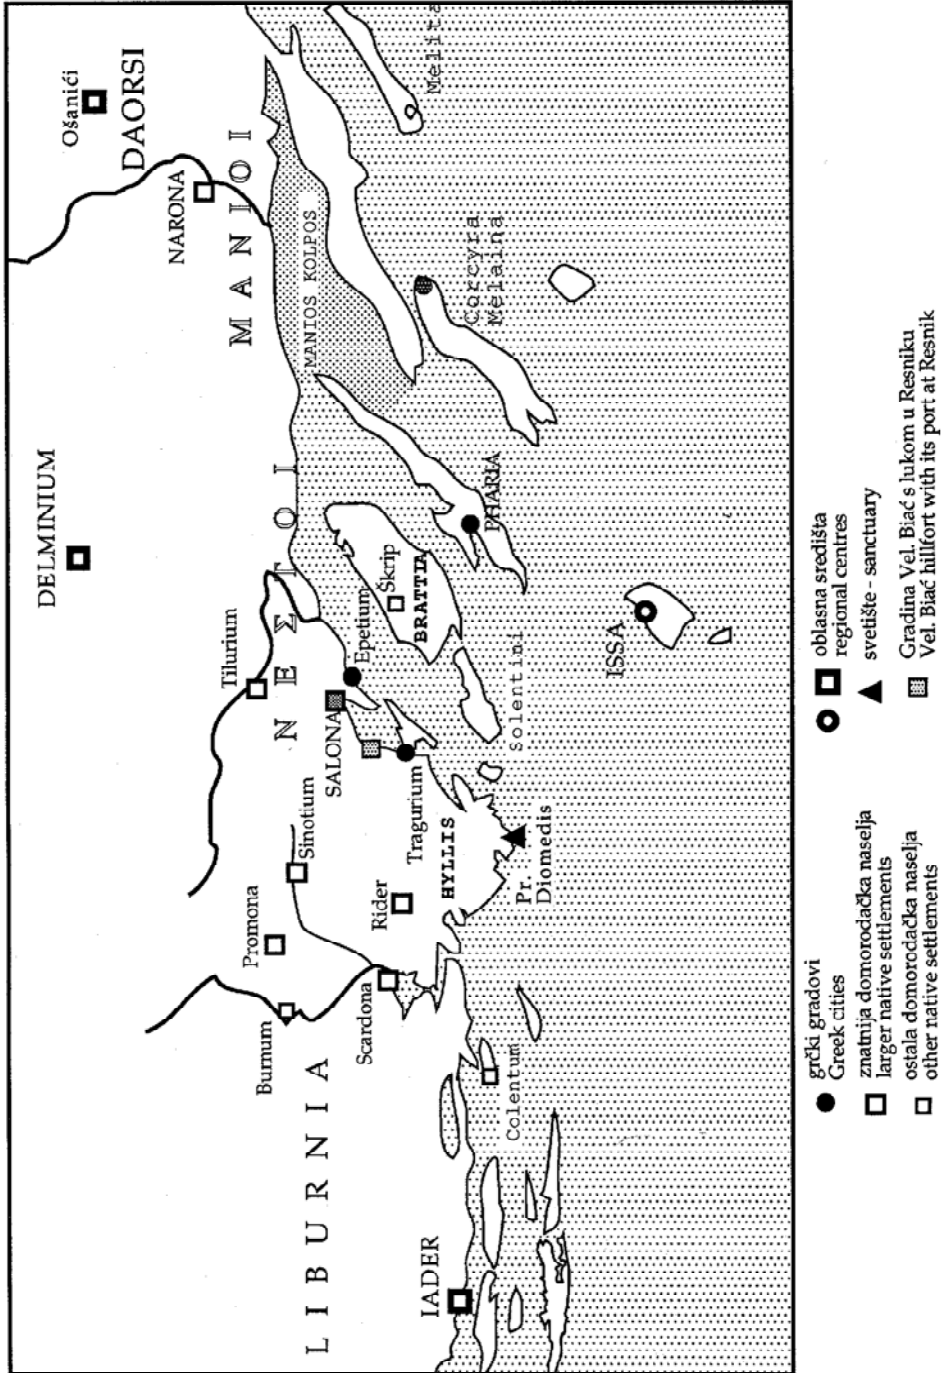 DELMINIUM
Ošanići
DAORSI
NARONA
Tilurium
M A N I O I
Promona
Burnum
Ν Ε Σ Τ Ο Ι
Sinotium
MANIOS KOLPOS
L I B U R N I A
SALONA
Epetium
Scardona
Rider
Škrip
Tragurium
BRATTIA
IADER
Melita
HYLLIS
Corcyra
Melaina
PHARIA
Colentum
Solentini
Pr.
Diomedis
ISSA
grčki gradovi
Greek cities
znatnija domorodačka naselja
larger native settlements
ostala domorodačka naselja
other native settlements
oblasna središta
regional centres
svetište - sanctuary
Gradina Vel. Biać s lukom u Resniku
Vel. Biać hillfort with its port at Resnik